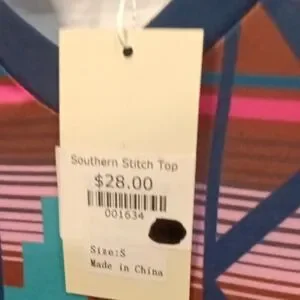 Southern Stitch Top
$28.00
001634
Size:S
Made in China